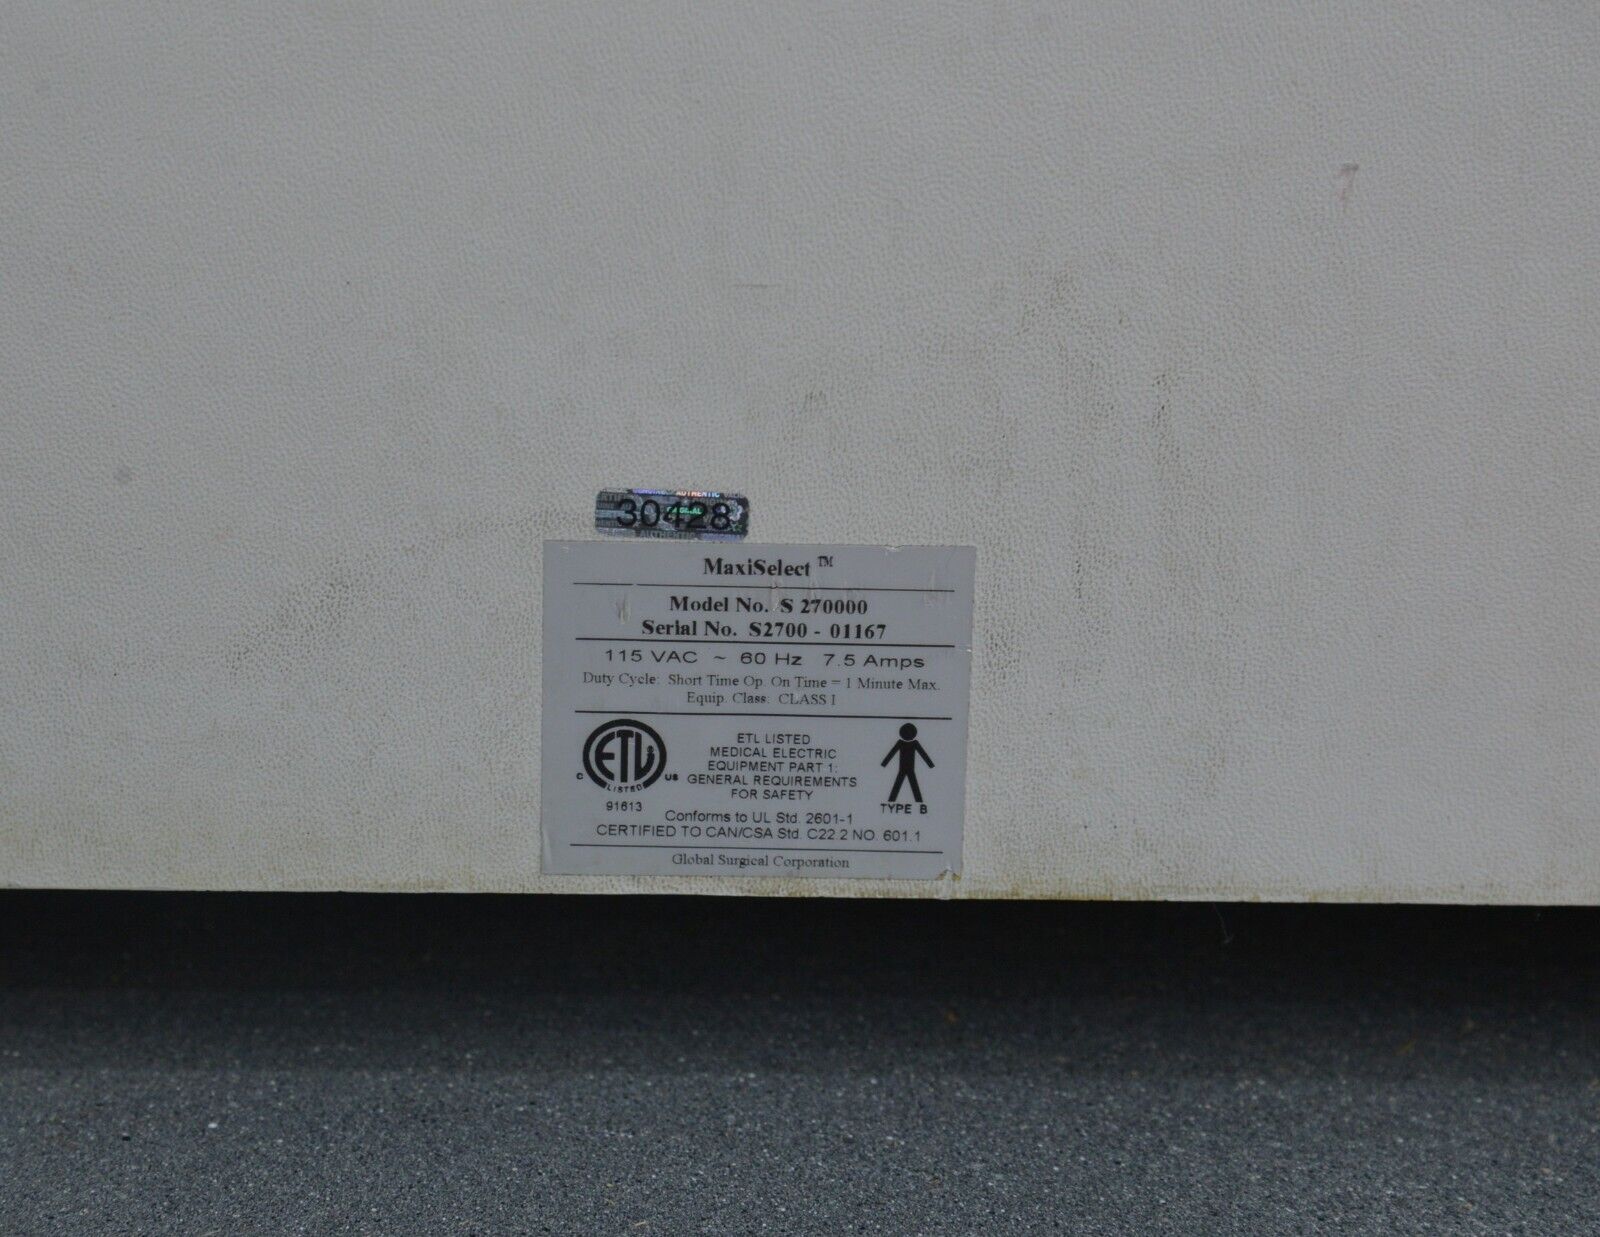 AUTHENTIC
30428
ORIGINAL
AUTHENTIC
MaxiSelect ™
Model No. S 270000
Serial No. S2700 - 01167
115 VAC ~ 60 Hz 7.5 Amps
Duty Cycle: Short Time Op. On Time = 1 Minute Max.
Equip. Class: CLASS I
ETL
LISTED
C
US
91613
ETL LISTED
MEDICAL ELECTRIC
EQUIPMENT PART 1:
GENERAL REQUIREMENTS
FOR SAFETY
TYPE B
Conforms to UL Std. 2601-1
CERTIFIED TO CAN/CSA Std. C22.2 NO. 601.1
Global Surgical Corporation